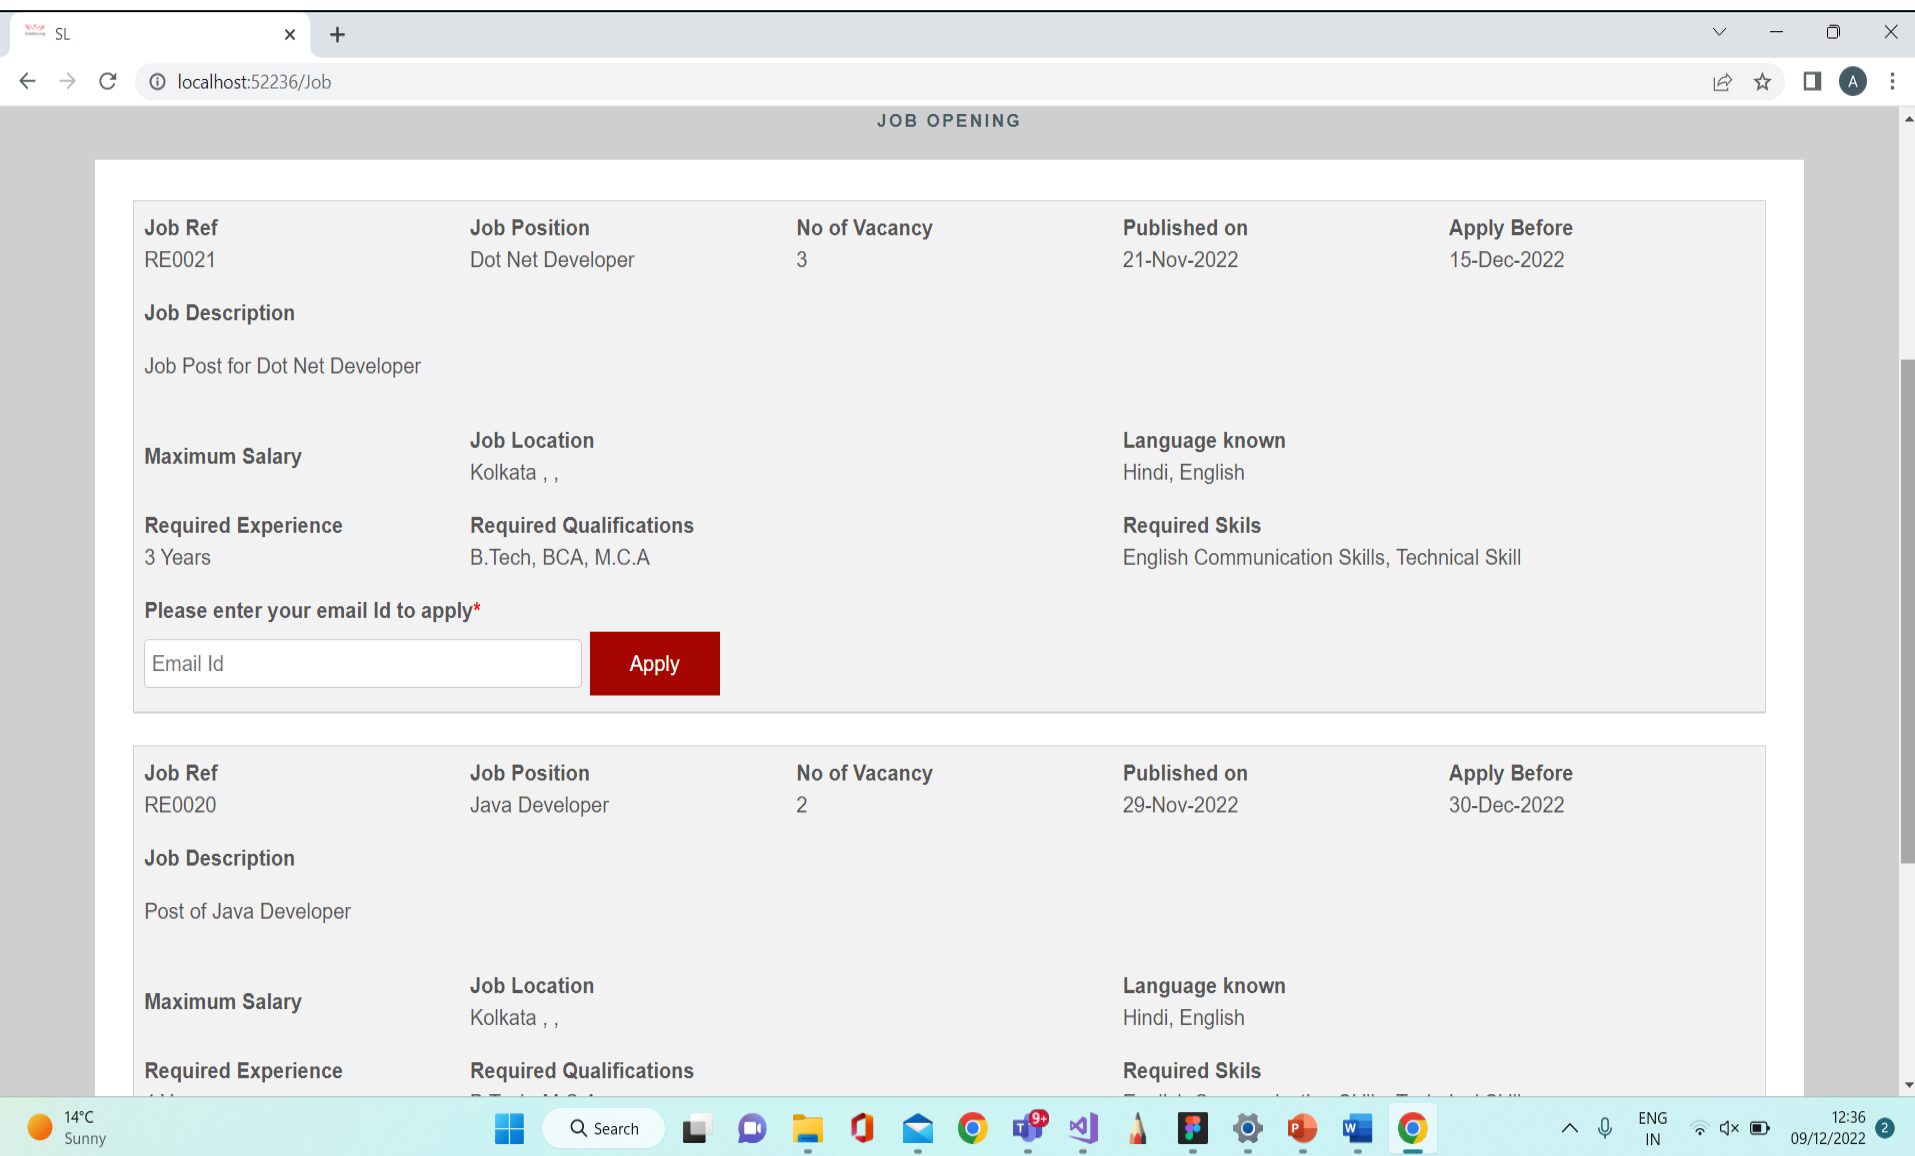 SL
localhost:52236/Job
A
JOB OPENING
Job Ref Job Position No of Vacancy Published on Apply Before
RE0021 Dot Net Developer 3 21-Nov-2022 15-Dec-2022
Job Description
Job Post for Dot Net Developer
Maximum Salary Job Location Language known
Kolkata , , Hindi, English
Required Experience Required Qualifications Required Skils
3 Years B.Tech, BCA, M.C.A English Communication Skills, Technical Skill
Please enter your email Id to apply*
Email Id Apply
Job Ref Job Position No of Vacancy Published on Apply Before
RE0020 Java Developer 2 29-Nov-2022 30-Dec-2022
Job Description
Post of Java Developer
Maximum Salary Job Location Language known
Kolkata , , Hindi, English
Required Experience Required Qualifications Required Skils
14°C
Sunny
Search
9+
ENG
IN
12:36
09/12/2022
2